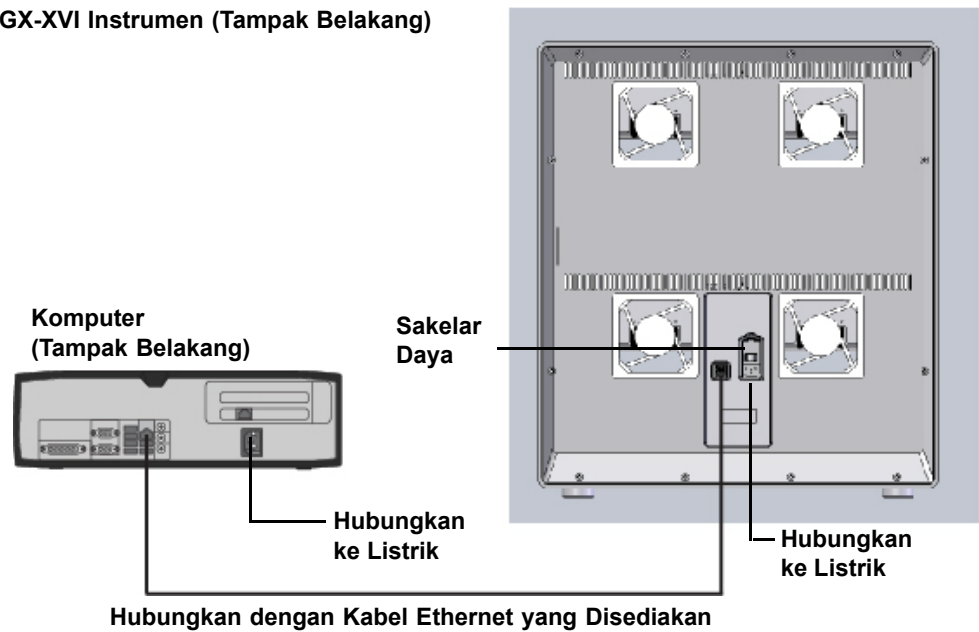 GX-XVI Instrumen (Tampak Belakang)
Komputer
(Tampak Belakang)
Sakelar
Daya
Hubungkan
ke Listrik
Hubungkan
ke Listrik
Hubungkan dengan Kabel Ethernet yang Disediakan